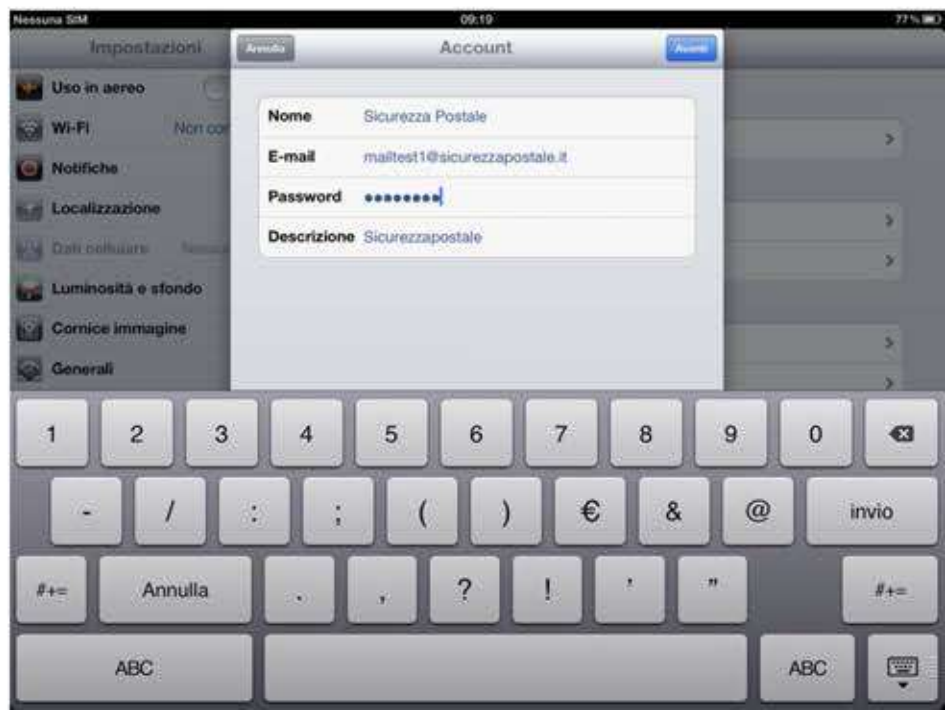 Nessuna SIM 09:19 77%
Impostazioni Annulla Account Avanti
Uso in aereo
Wi-Fi Non con
Notifiche
Localizzazione
Dati cellulare Nessu
Luminosità e sfondo
Cornice immagine
Generali
Nome Sicurezza Postale
E-mail mailtest1@sicurezzapostale.it
Password ••••••••
Descrizione Sicurezzapostale
1 2 3 4 5 6 7 8 9 0
- / : ; ( ) € & @ invio
#+= Annulla . , ? ! ' " #+=
ABC ABC